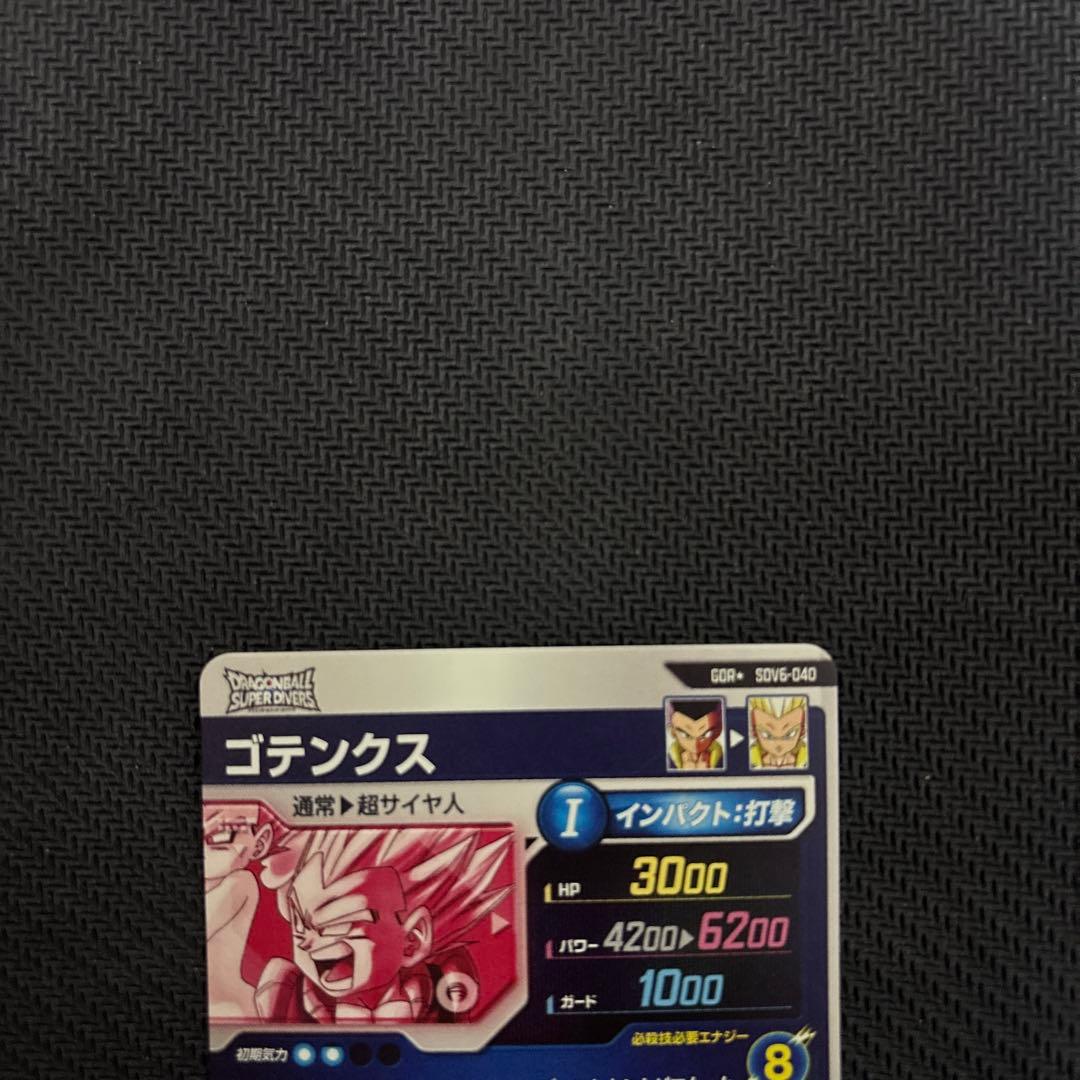 DRAGONBALL
SUPER DIVERS
GDR★ SDV6-040
ゴテンクス
通常▶超サイヤ人
I インパクト:打撃
HP 3000
パワー 4200▶6200
ガード 1000
初期気力
必殺技必要エナジー
8